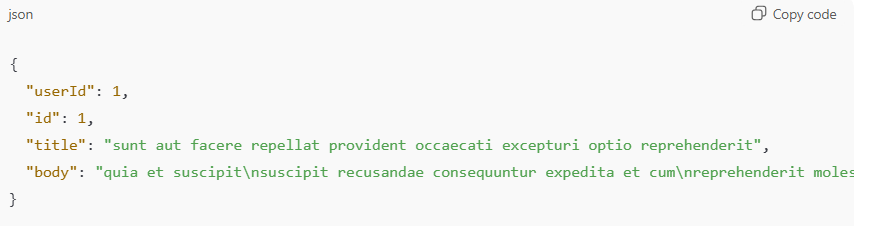 json
Copy code
{
"userId": 1,
"id": 1,
"title": "sunt aut facere repellat provident occaecati excepturi optio reprehenderit",
"body": "quia et suscipit\nsuscipit recusandae consequuntur expedita et cum\nreprehenderit moles
}